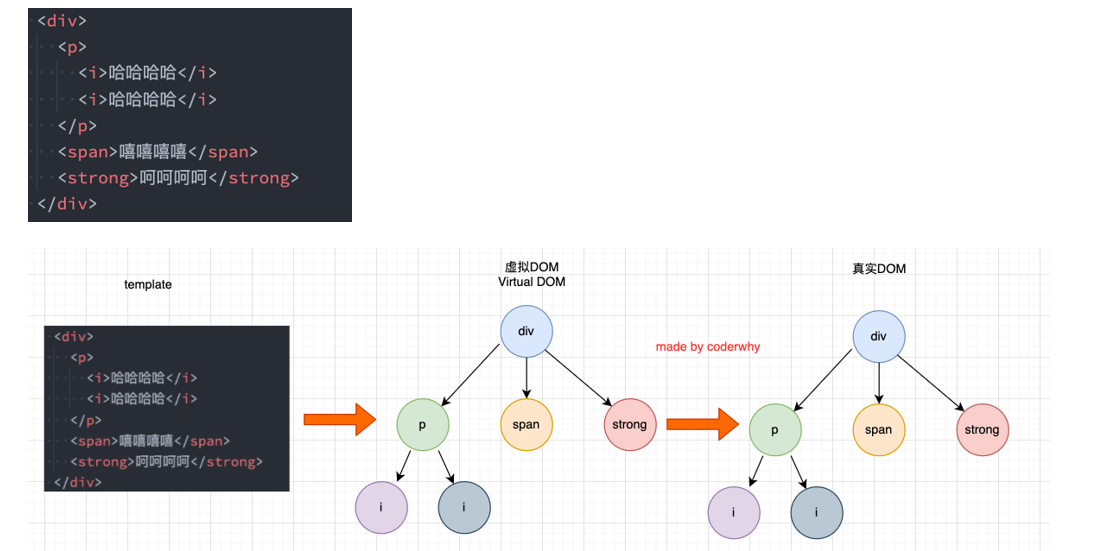 <div>
<p>
<i>哈哈哈哈</i>
<i>哈哈哈哈</i>
</p>
<span>嘻嘻嘻嘻</span>
<strong>呵呵呵呵</strong>
</div>
template
虚拟DOM
Virtual DOM
真实DOM
<div>
<p>
<i>哈哈哈哈</i>
<i>哈哈哈哈</i>
</p>
<span>嘻嘻嘻嘻</span>
<strong>呵呵呵呵</strong>
</div>
div
p
span
strong
i
i
made by coderwhy
div
p
span
strong
i
i